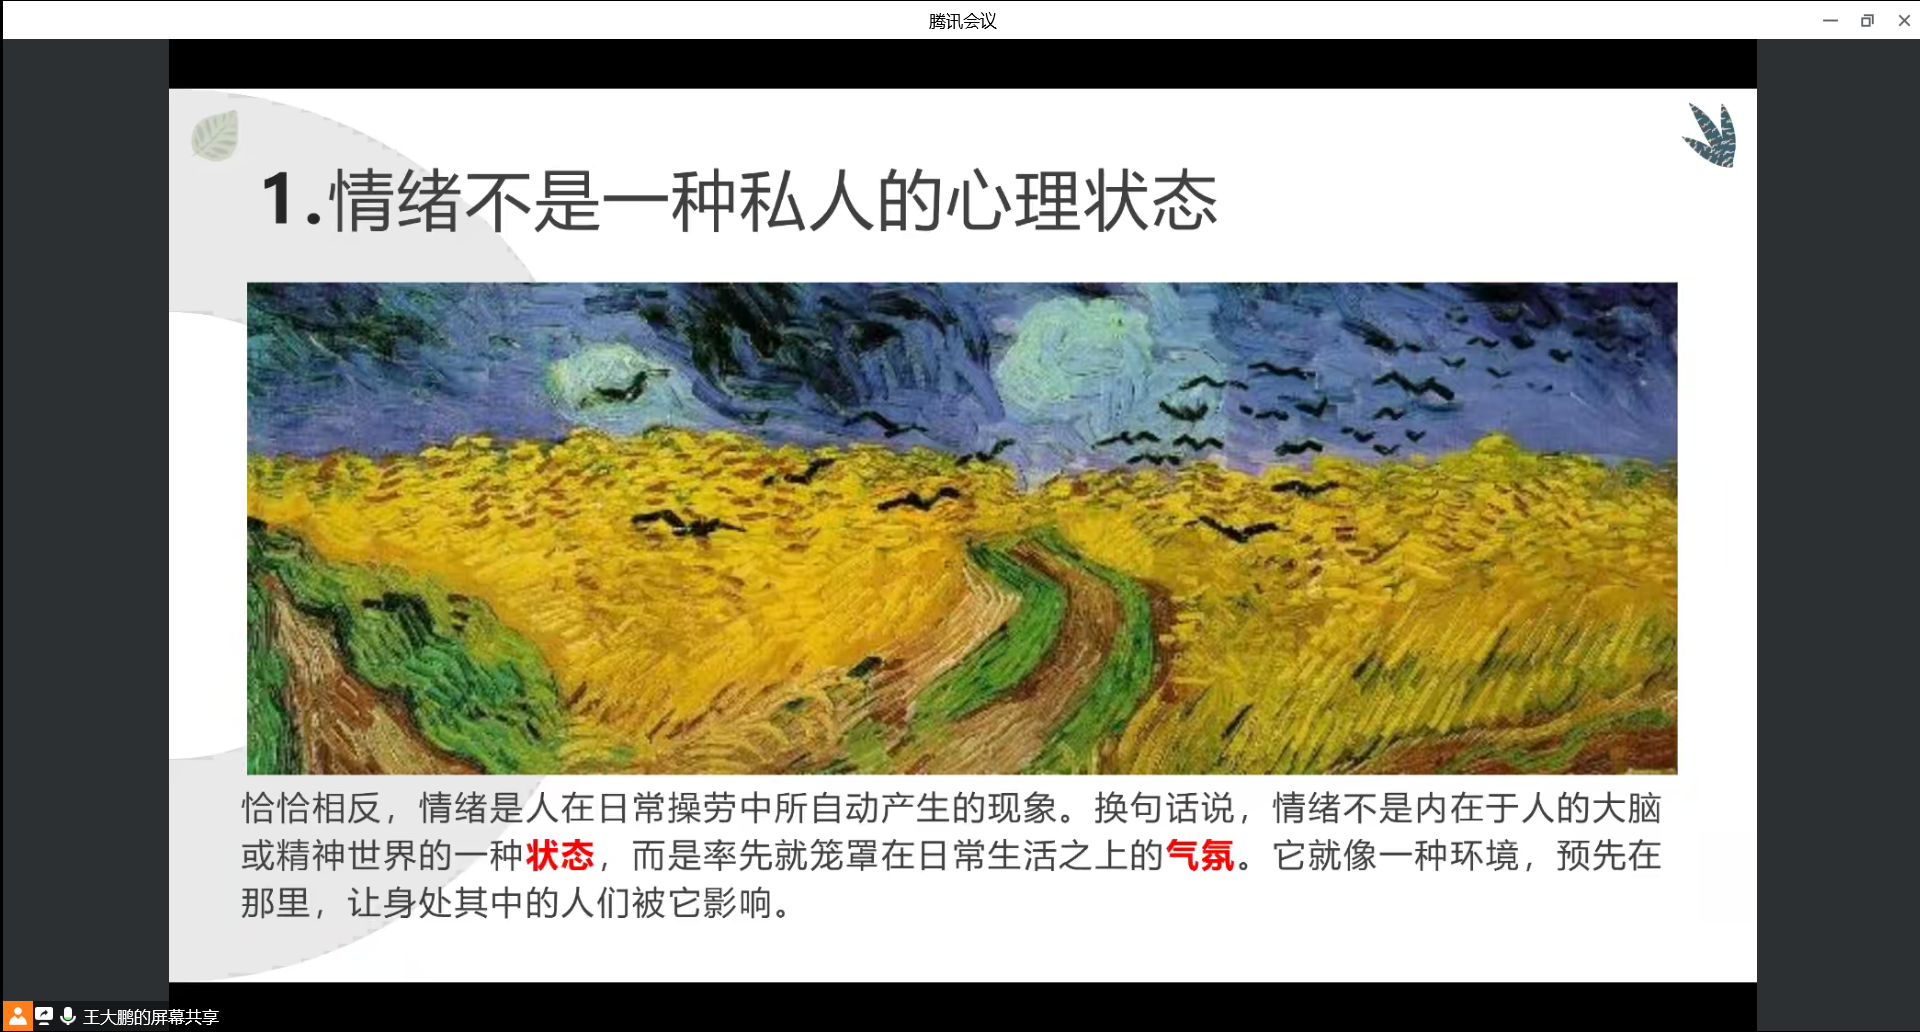 腾讯会议
1.情绪不是一种私人的心理状态
恰恰相反，情绪是人在日常操劳中所自动产生的现象。换句话说，情绪不是内在于人的大脑
或精神世界的一种状态，而是率先就笼罩在日常生活之上的气氛。它就像一种环境，预先在
那里，让身处其中的人们被它影响。
王大鹏的屏幕共享